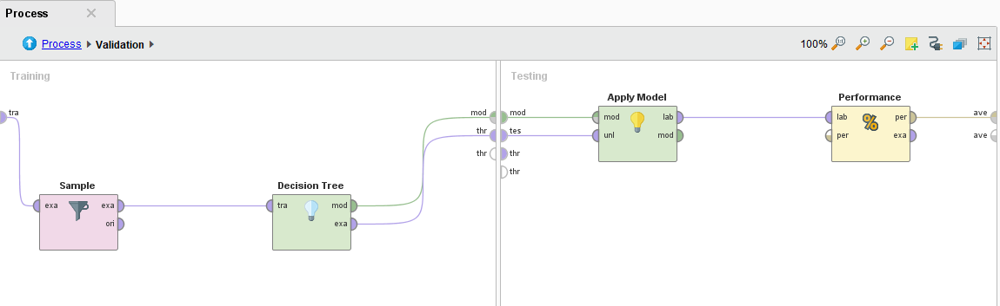 Process
Process Validation
100%
Training
Testing
tra
mod
thr
thr
Sample
exa
exa
ori
Decision Tree
tra
mod
exa
mod
tes
thr
thr
Apply Model
mod
lab
unl
mod
Performance
lab
per
per
exa
ave
ave